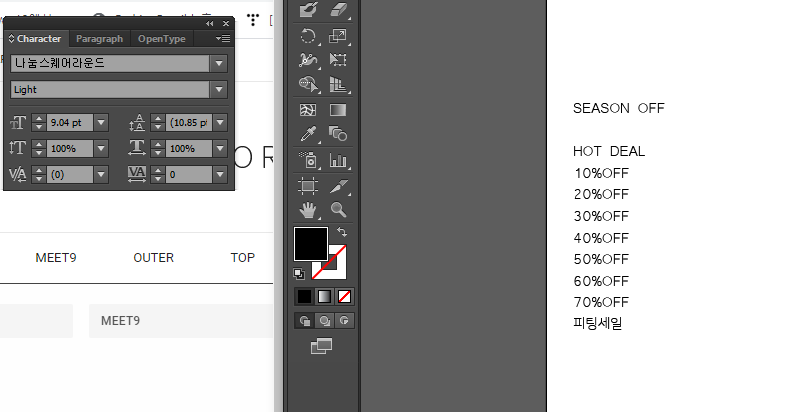 Character Paragraph OpenType
나눔스퀘어라운드
Light
9.04 pt (10.85 pt
100% 100%
(0) 0
OR
MEET9 OUTER TOP
MEET9
SEASON OFF
HOT DEAL
10%OFF
20%OFF
30%OFF
40%OFF
50%OFF
60%OFF
70%OFF
피팅세일